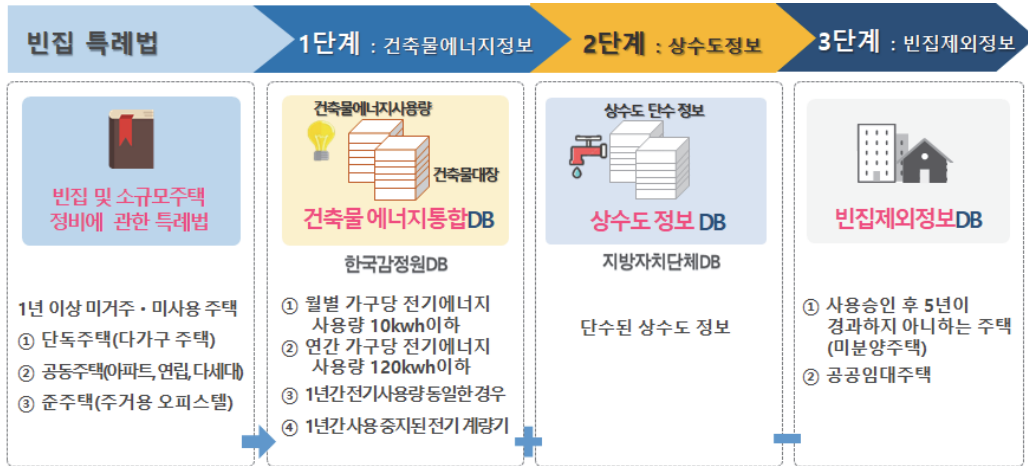 빈집 특례법
1단계 : 건축물에너지정보
2단계 : 상수도정보
3단계 : 빈집제외정보
빈집 및 소규모주택
정비에 관한 특례법
1년 이상 미거주・미사용 주택
① 단독주택(다가구 주택)
② 공동주택(아파트, 연립, 다세대)
③ 준주택(주거용 오피스텔)
건축물에너지사용량
건축물대장
건축물 에너지통합DB
한국감정원DB
① 월별 가구당 전기에너지
사용량 10kwh이하
② 연간 가구당 전기에너지
사용량 120kwh이하
③ 1년간 전기사용량 동일한 경우
④ 1년간 사용 중지된 전기 계량기
상수도 단수 정보
상수도 정보 DB
지방자치단체DB
단수된 상수도 정보
빈집제외정보DB
① 사용승인 후 5년이
경과하지 아니하는 주택
(미분양주택)
② 공공임대주택